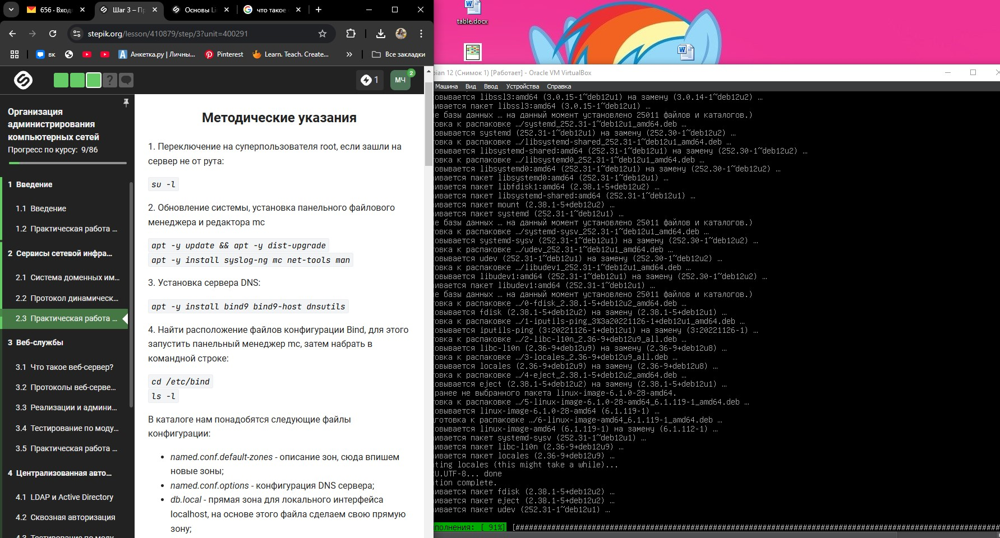 656 · Входя
Шаг 3 – П
Основы Li
что такое
stepik.org/lesson/410879/step/3?unit=400291
вк
Анкетка.ру | Личны...
Pinterest
Learn. Teach. Create...
»
Все закладки
1
МЧ
2
Организация
администрирования
компьютерных сетей
Прогресс по курсу: 9/86
1 Введение
1.1 Введение
1.2 Практическая работа ...
2 Сервисы сетевой инфра...
2.1 Система доменных им...
2.2 Протокол динамическ...
2.3 Практическая работа ...
3 Веб-службы
3.1 Что такое веб-сервер?
3.2 Протоколы веб-серве...
3.3 Реализации и админи...
3.4 Тестирование по моду...
3.5 Практическая работа ...
4 Централизованная авто...
4.1 LDAP и Active Directory
4.2 Сквозная авторизация
4.3 Тестирование по моду...
Методические указания
1. Переключение на суперпользователя root, если зашли на
сервер не от рута:
su -l
2. Обновление системы, установка панельного файлового
менеджера и редактора mc
apt -y update && apt -y dist-upgrade
apt -y install syslog-ng mc net-tools man
3. Установка сервера DNS:
apt -y install bind9 bind9-host dnsutils
4. Найти расположение файлов конфигурации Bind, для этого
запустить панельный менеджер mc, затем набрать в
командной строке:
cd /etc/bind
ls -l
В каталоге нам понадобятся следующие файлы
конфигурации:
• named.conf.default-zones - описание зон, сюда впишем
новые зоны;
• named.conf.options - конфигурация DNS сервера;
• db.local - прямая зона для локального интерфейса
localhost, на основе этого файла сделаем свою прямую
зону;
table.docx
bian 12 (Снимок 1) [Работает] - Oracle VM VirtualBox
Машина Вид Ввод Устройства Справка
овывается libssl3:amd64 (3.0.15-1~deb12u1) на замену (3.0.14-1~deb12u2) …
ивается пакет libssl3:amd64 (3.0.15-1~deb12u1) …
е базы данных … на данный момент установлено 25011 файлов и каталогов.)
товка к распаковке …/systemd_252.31-1~deb12u1_amd64.deb …
овывается systemd (252.31-1~deb12u1) на замену (252.30-1~deb12u2) …
товка к распаковке …/libsystemd-shared_252.31-1~deb12u1_amd64.deb …
овывается libsystemd-shared:amd64 (252.31-1~deb12u1) на замену (252.30-1~deb12u2) …
товка к распаковке …/libsystemd0_252.31-1~deb12u1_amd64.deb …
овывается libsystemd0:amd64 (252.31-1~deb12u1) на замену (252.30-1~deb12u2) …
ивается пакет libsystemd0:amd64 (252.31-1~deb12u1) …
ивается пакет libfdisk1:amd64 (2.38.1-5+deb12u2) …
ивается пакет libsystemd-shared:amd64 (252.31-1~deb12u1) …
ивается пакет mount (2.38.1-5+deb12u2) …
ивается пакет systemd (252.31-1~deb12u1) …
е базы данных … на данный момент установлено 25011 файлов и каталогов.)
товка к распаковке …/systemd-sysv_252.31-1~deb12u1_amd64.deb …
овывается systemd-sysv (252.31-1~deb12u1) на замену (252.30-1~deb12u2) …
товка к распаковке …/udev_252.31-1~deb12u1_amd64.deb …
овывается udev (252.31-1~deb12u1) на замену (252.30-1~deb12u2) …
товка к распаковке …/libudev1_252.31-1~deb12u1_amd64.deb …
овывается libudev1:amd64 (252.31-1~deb12u1) на замену (252.30-1~deb12u2) …
ивается пакет libudev1:amd64 (252.31-1~deb12u1) …
е базы данных … на данный момент установлено 25011 файлов и каталогов.)
товка к распаковке …/0-fdisk_2.38.1-5+deb12u2_amd64.deb …
овывается fdisk (2.38.1-5+deb12u2) на замену (2.38.1-5+deb12u1) …
товка к распаковке …/1-iputils-ping_3%3a20221126-1+deb12u1_amd64.deb …
овывается iputils-ping (3:20221126-1+deb12u1) на замену (3:20221126-1) …
товка к распаковке …/2-libc-l10n_2.36-9+deb12u9_all.deb …
овывается libc-l10n (2.36-9+deb12u9) на замену (2.36-9+deb12u8) …
товка к распаковке …/3-locales_2.36-9+deb12u9_all.deb …
овывается locales (2.36-9+deb12u9) на замену (2.36-9+deb12u8) …
товка к распаковке …/4-eject_2.38.1-5+deb12u2_amd64.deb …
овывается eject (2.38.1-5+deb12u2) на замену (2.38.1-5+deb12u1) …
ранее не выбранного пакета linux-image-6.1.0-28-amd64.
товка к распаковке …/5-linux-image-6.1.0-28-amd64_6.1.119-1_amd64.deb …
овывается linux-image-6.1.0-28-amd64 (6.1.119-1) …
дготовка к распаковке …/6-linux-image-amd64_6.1.119-1_amd64.deb …
овывается linux-image-amd64 (6.1.119-1) на замену (6.1.112-1) …
ивается пакет systemd-sysv (252.31-1~deb12u1) …
ивается пакет libc-l10n (2.36-9+deb12u9) …
ивается пакет locales (2.36-9+deb12u9) …
ting locales (this might take a while)...
U.UTF-8... done
tion complete.
ивается пакет fdisk (2.38.1-5+deb12u2) …
ивается пакет eject (2.38.1-5+deb12u2) …
ивается пакет udev (252.31-1~deb12u1) …
полнения: [ 91%]